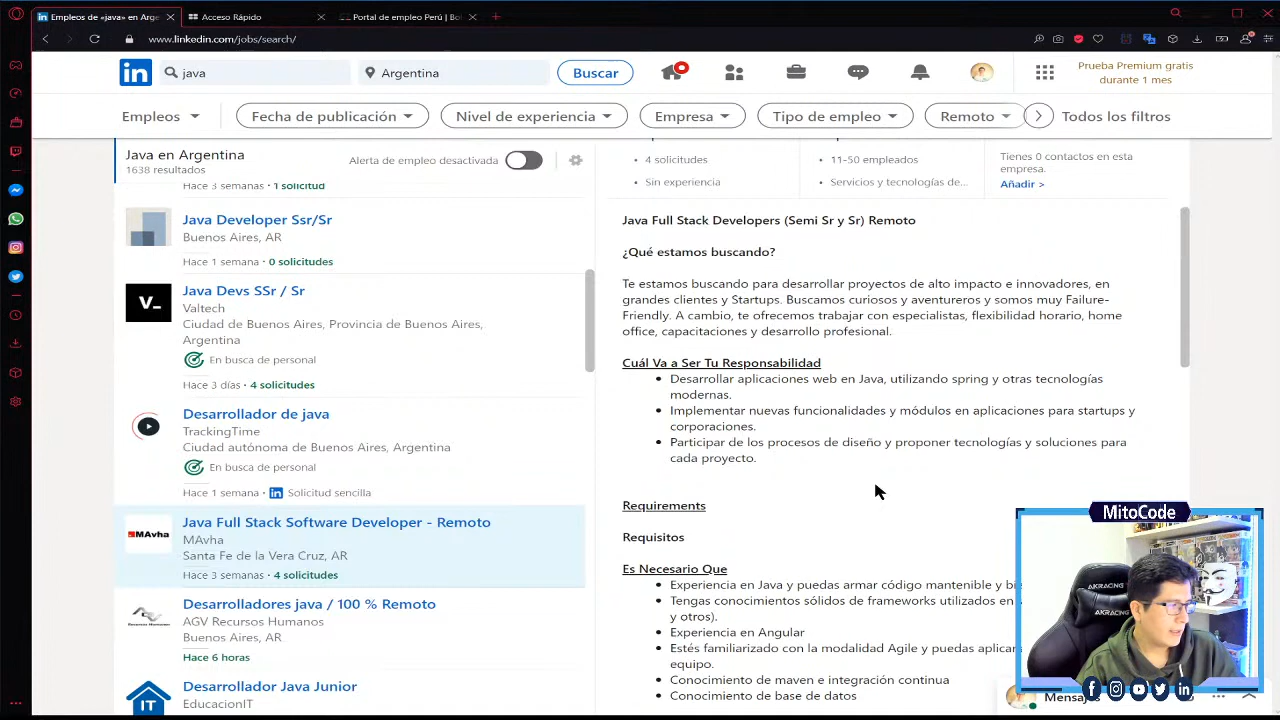 Empleos de «java» en Arge
Acceso Rápido
Portal de empleo Perú | Bol
www.linkedin.com/jobs/search/
in
java
Argentina
Buscar
Prueba Premium gratis
durante 1 mes
Empleos
Fecha de publicación
Nivel de experiencia
Empresa
Tipo de empleo
Remoto
Todos los filtros
Java en Argentina
1638 resultados
Alerta de empleo desactivada
Hace 3 semanas · 1 solicitud
Java Developer Ssr/Sr
Buenos Aires, AR
Hace 1 semana · 0 solicitudes
V_
Java Devs SSr / Sr
Valtech
Ciudad de Buenos Aires, Provincia de Buenos Aires,
Argentina
En busca de personal
Hace 3 días · 4 solicitudes
Desarrollador de java
TrackingTime
Ciudad autónoma de Buenos Aires, Argentina
En busca de personal
Hace 1 semana · in Solicitud sencilla
MAvha
Java Full Stack Software Developer - Remoto
MAvha
Santa Fe de la Vera Cruz, AR
Hace 3 semanas · 4 solicitudes
Desarrolladores java / 100 % Remoto
AGV Recursos Humanos
Buenos Aires, AR
Hace 6 horas
IT
Desarrollador Java Junior
EducacionIT
• 4 solicitudes
• Sin experiencia
• 11-50 empleados
• Servicios y tecnologías de...
Tienes 0 contactos en esta
empresa.
Añadir >
Java Full Stack Developers (Semi Sr y Sr) Remoto
¿Qué estamos buscando?
Te estamos buscando para desarrollar proyectos de alto impacto e innovadores, en
grandes clientes y Startups. Buscamos curiosos y aventureros y somos muy Failure-
Friendly. A cambio, te ofrecemos trabajar con especialistas, flexibilidad horario, home
office, capacitaciones y desarrollo profesional.
Cuál Va a Ser Tu Responsabilidad
• Desarrollar aplicaciones web en Java, utilizando spring y otras tecnologías
modernas.
• Implementar nuevas funcionalidades y módulos en aplicaciones para startups y
corporaciones.
• Participar de los procesos de diseño y proponer tecnologías y soluciones para
cada proyecto.
Requirements
Requisitos
Es Necesario Que
• Experiencia en Java y puedas armar código mantenible y
• Tengas conocimientos sólidos de frameworks utilizados en
y otros).
• Experiencia en Angular
• Estés familiarizado con la modalidad Agile y puedas aplicar
equipo.
• Conocimiento de maven e integración continua
• Conocimiento de base de datos
MitoCode
AKRACING
AKRACING